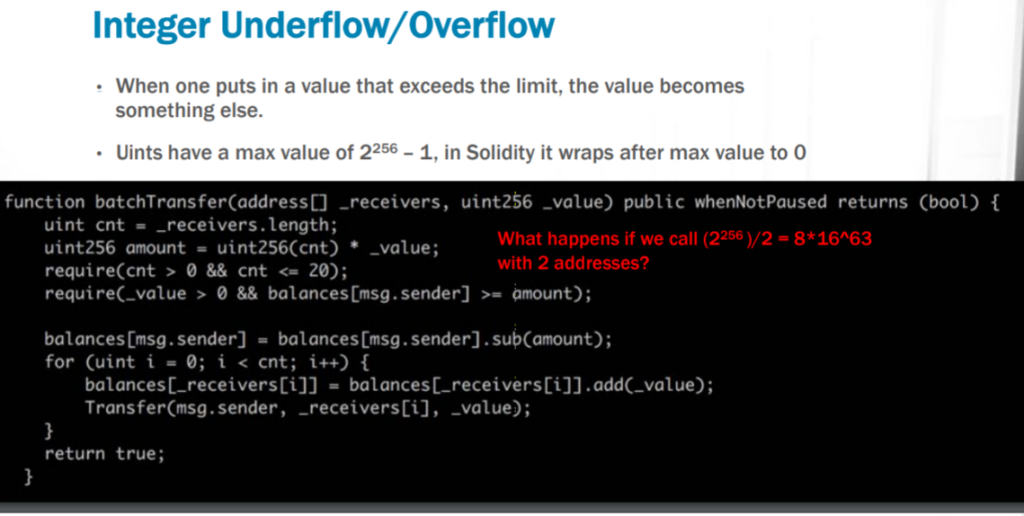 Integer Underflow/Overflow
• When one puts in a value that exceeds the limit, the value becomes
something else.
• Uints have a max value of 2²⁵⁶ – 1, in Solidity it wraps after max value to 0
function batchTransfer(address[] _receivers, uint256 _value) public whenNotPaused returns (bool) {
uint cnt = _receivers.length;
uint256 amount = uint256(cnt) * _value;
What happens if we call (2²⁵⁶)/2 = 8*16^63
with 2 addresses?
require(cnt > 0 && cnt <= 20);
require(_value > 0 && balances[msg.sender] >= amount);
balances[msg.sender] = balances[msg.sender].sub(amount);
for (uint i = 0; i < cnt; i++) {
balances[_receivers[i]] = balances[_receivers[i]].add(_value);
Transfer(msg.sender, _receivers[i], _value);
}
return true;
}